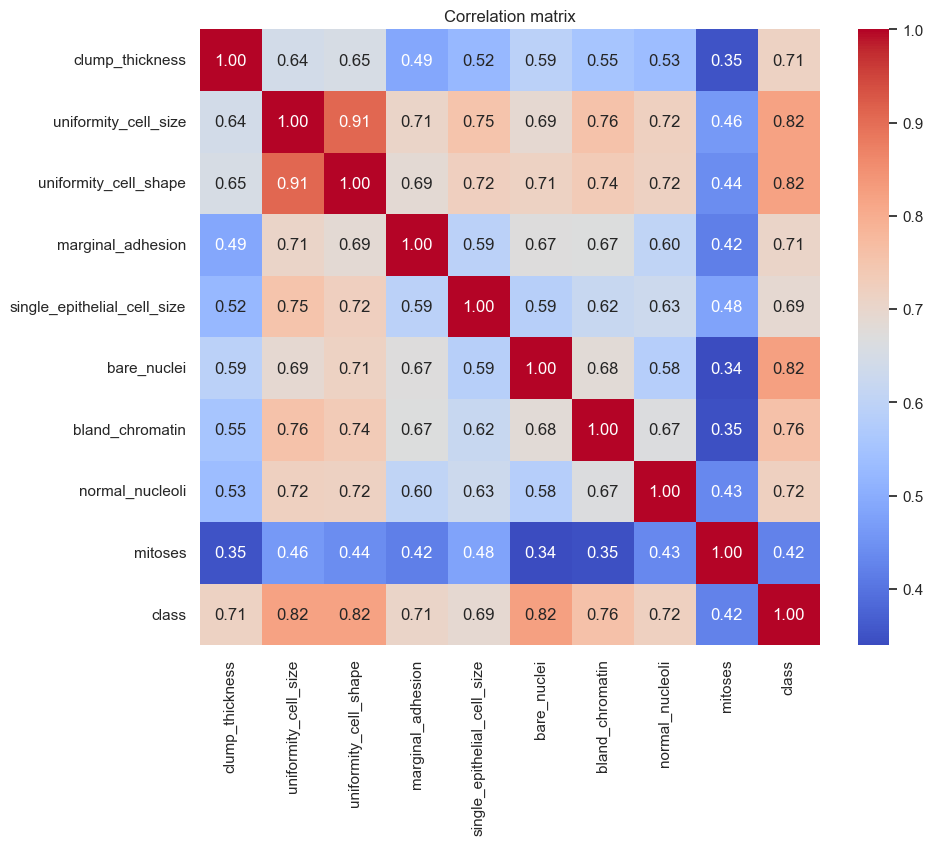 Correlation matrix
clump_thickness 1.00 0.64 0.65 0.49 0.52 0.59 0.55 0.53 0.35 0.71
uniformity_cell_size 0.64 1.00 0.91 0.71 0.75 0.69 0.76 0.72 0.46 0.82
uniformity_cell_shape 0.65 0.91 1.00 0.69 0.72 0.71 0.74 0.72 0.44 0.82
marginal_adhesion 0.49 0.71 0.69 1.00 0.59 0.67 0.67 0.60 0.42 0.71
single_epithelial_cell_size 0.52 0.75 0.72 0.59 1.00 0.59 0.62 0.63 0.48 0.69
bare_nuclei 0.59 0.69 0.71 0.67 0.59 1.00 0.68 0.58 0.34 0.82
bland_chromatin 0.55 0.76 0.74 0.67 0.62 0.68 1.00 0.67 0.35 0.76
normal_nucleoli 0.53 0.72 0.72 0.60 0.63 0.58 0.67 1.00 0.43 0.72
mitoses 0.35 0.46 0.44 0.42 0.48 0.34 0.35 0.43 1.00 0.42
class 0.71 0.82 0.82 0.71 0.69 0.82 0.76 0.72 0.42 1.00
clump_thickness
uniformity_cell_size
uniformity_cell_shape
marginal_adhesion
single_epithelial_cell_size
bare_nuclei
bland_chromatin
normal_nucleoli
mitoses
class
1.0
0.9
0.8
0.7
0.6
0.5
0.4